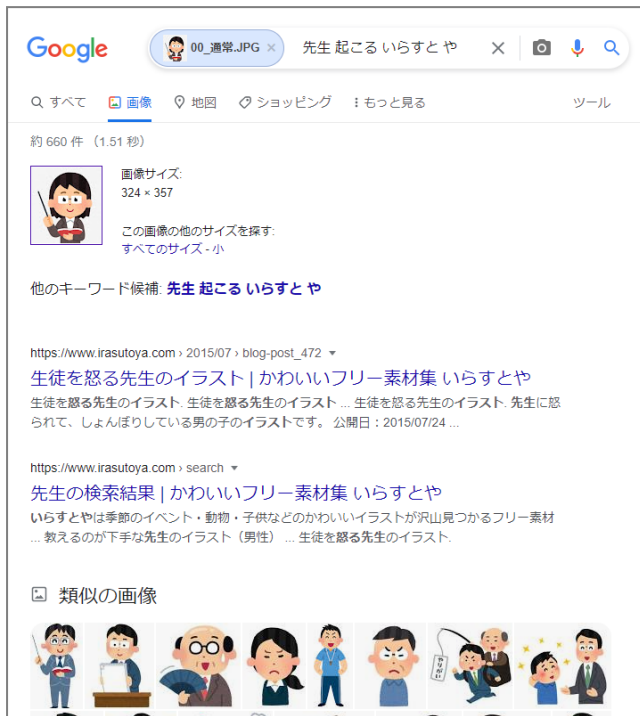 Google 00_通常.JPG × 先生 起こる いらすと や
すべて 画像 地図 ショッピング もっと見る ツール
約 660 件 (1.51 秒)
画像サイズ:
324 × 357
この画像の他のサイズを探す:
すべてのサイズ - 小
他のキーワード候補: 先生 起こる いらすと や
https://www.irasutoya.com › 2015/07 › blog-post_472
生徒を怒る先生のイラスト | かわいいフリー素材集 いらすとや
生徒を怒る先生のイラスト. 生徒を怒る先生のイラスト ... 生徒を怒る先生のイラスト. 先生に怒
られて、しょんぼりしている男の子のイラストです。 公開日:2015/07/24 ...
https://www.irasutoya.com › search
先生の検索結果 | かわいいフリー素材集 いらすとや
いらすとやは季節のイベント・動物・子供などのかわいいイラストが沢山見つかるフリー素材
... 教えるのが下手な先生のイラスト(男性) ... 生徒を怒る先生のイラスト.
類似の画像
やりがい